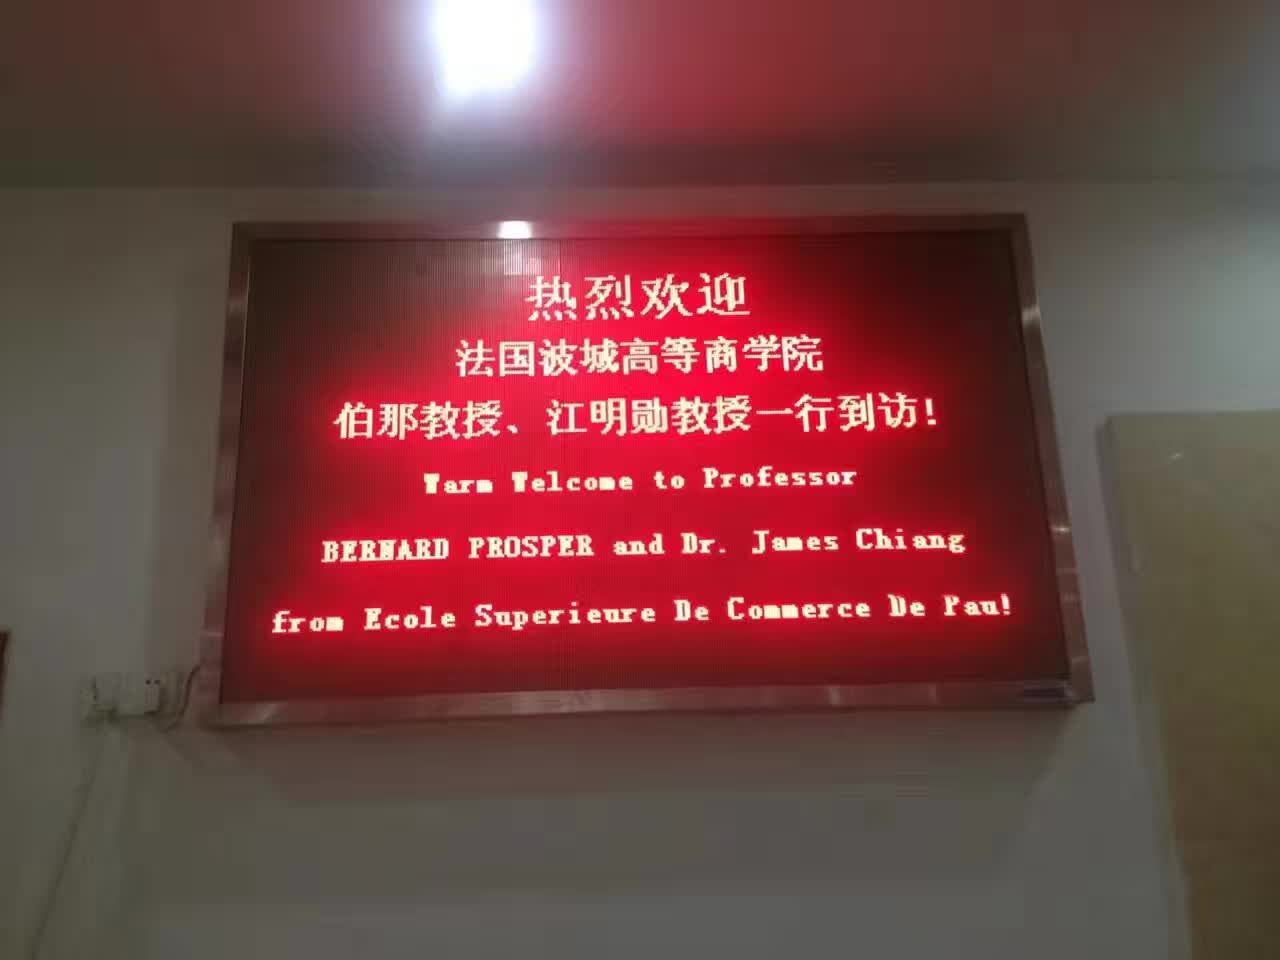 热烈欢迎
法国波城高等商学院
伯那教授、江明勋教授一行到访!
Warm Welcome to Professor
BERNARD PROSPER and Dr. James Chiang
from Ecole Superieure De Commerce De Pau!